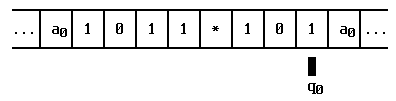 ... a₀ 1 0 1 1 * 1 0 1 a₀ ...
q₀